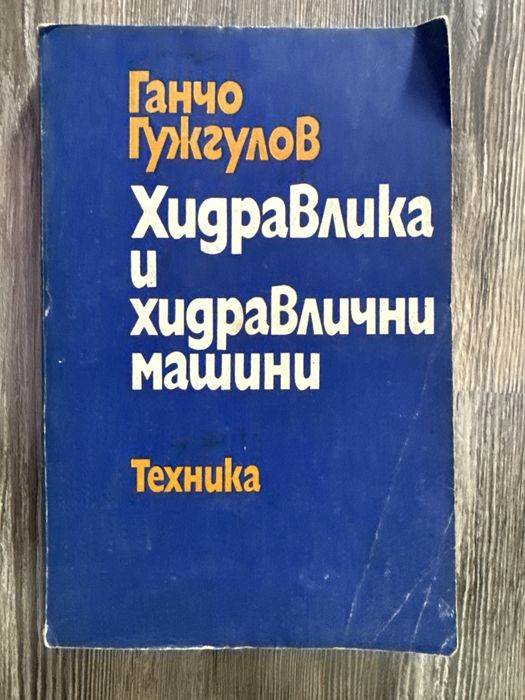 Ганчо
Гужгулов
Хидравлика
и
хидравлични
машини
Техника